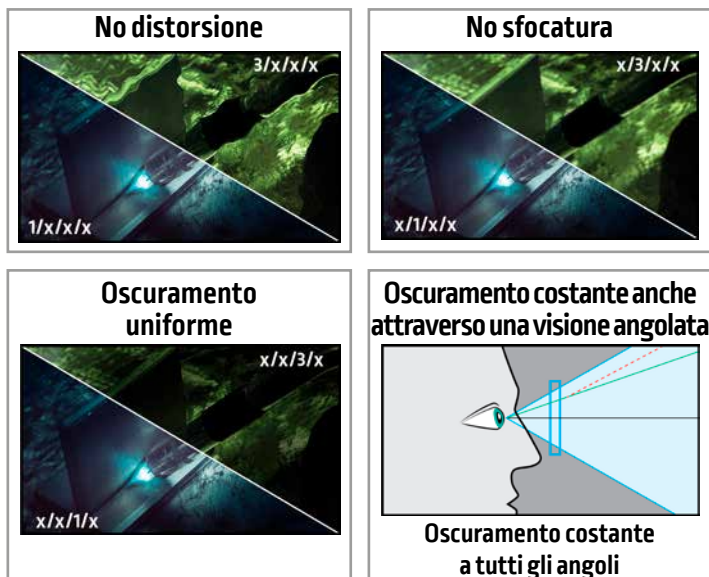 No distorsione
3/x/x/x
1/x/x/x
No sfocatura
x/3/x/x
x/1/x/x
Oscuramento
uniforme
x/x/3/x
x/x/1/x
Oscuramento costante anche
attraverso una visione angolata
Oscuramento costante
a tutti gli angoli